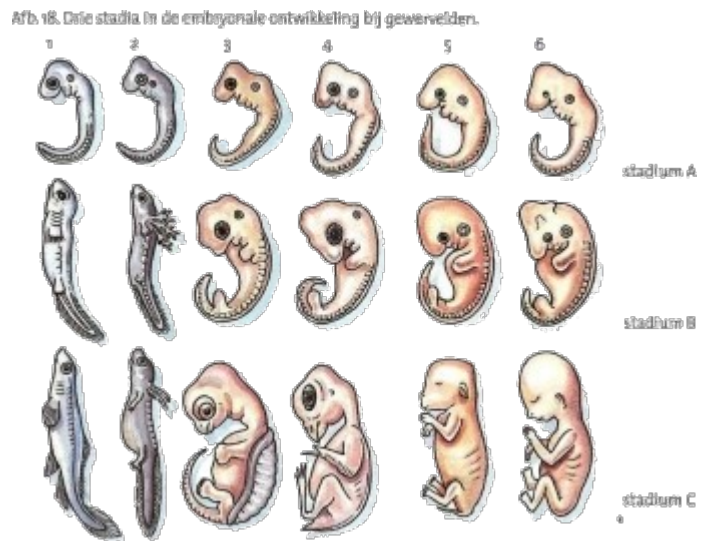 Afb. 18. Drie stadia in de embryonale ontwikkeling bij gewervelden.
1 2 3 4 5 6
stadium A
stadium B
stadium C